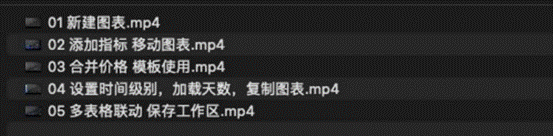 01 新建图表.mp4
02 添加指标 移动图表.mp4
03 合并价格 模板使用.mp4
04 设置时间级别，加载天数，复制图表.mp4
05 多表格联动 保存工作区.mp4